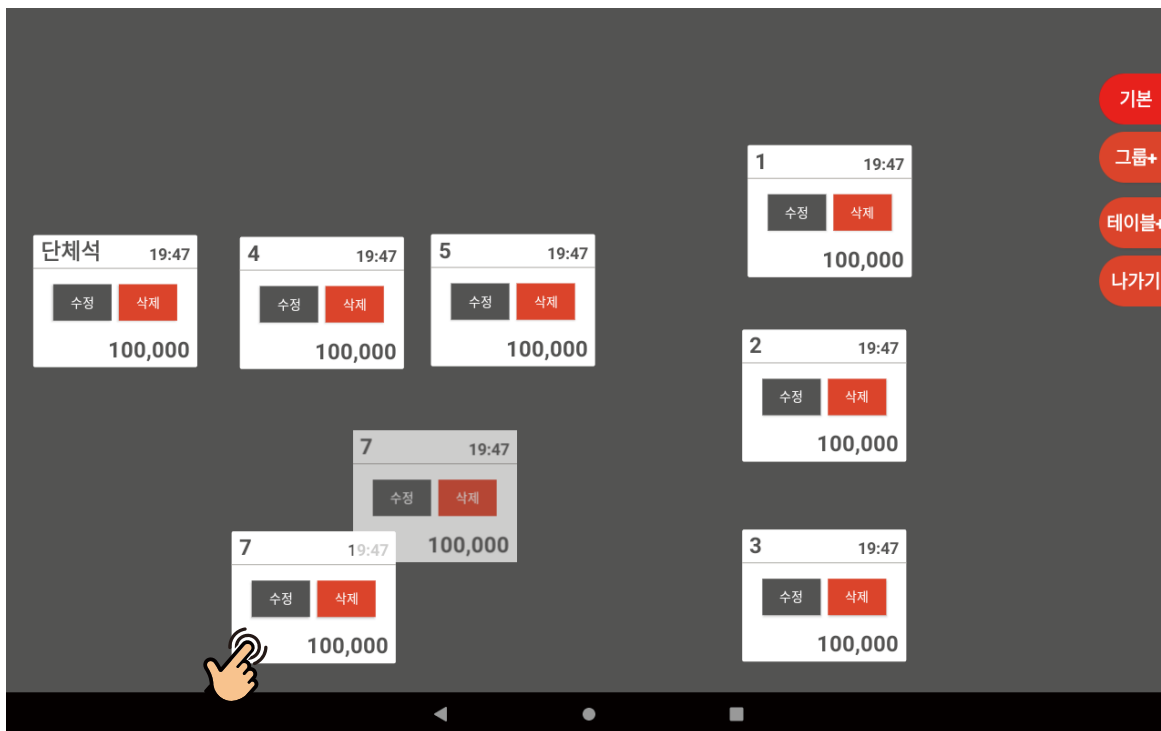 기본
그룹+
테이블+
나가기
1 19:47
수정 삭제
100,000
단체석 19:47
수정 삭제
100,000
4 19:47
수정 삭제
100,000
5 19:47
수정 삭제
100,000
2 19:47
수정 삭제
100,000
7 19:47
수정 삭제
100,000
7 19:47
수정 삭제
100,000
3 19:47
수정 삭제
100,000